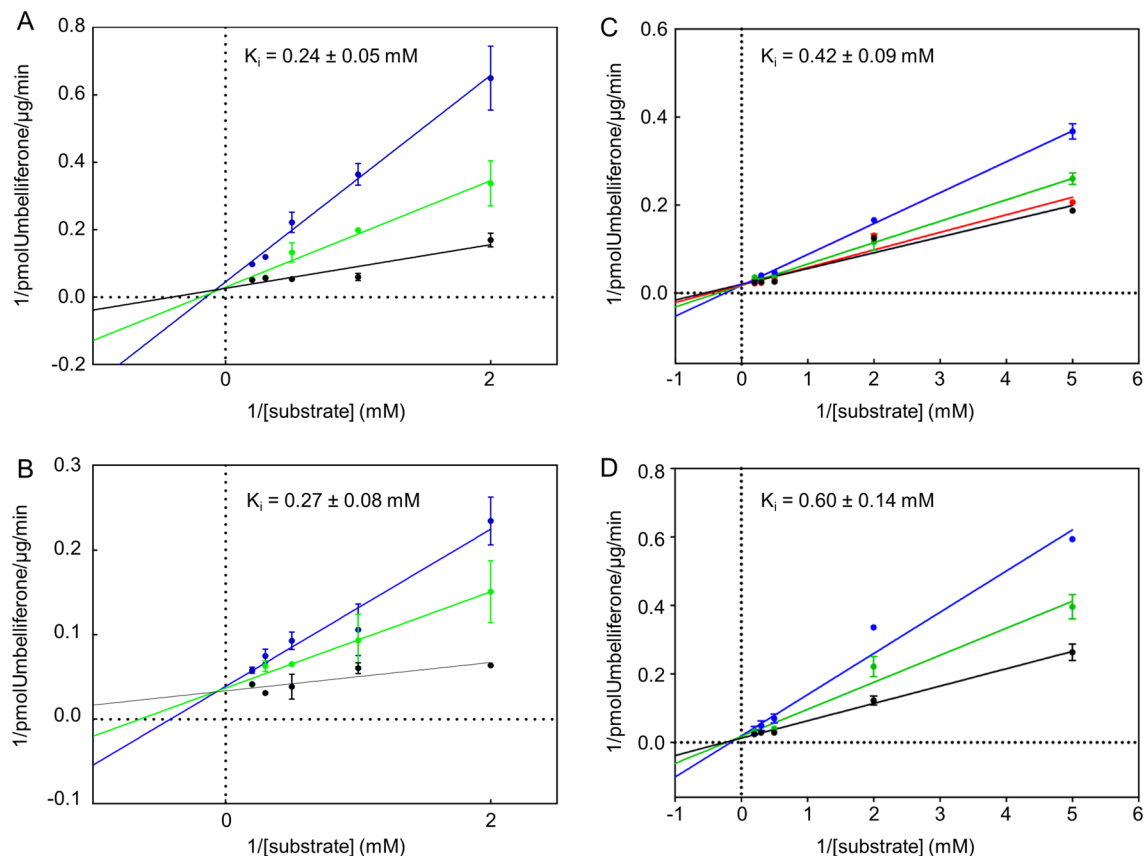 A
K_i = 0.24 ± 0.05 mM
1/pmolUmbelliferone/µg/min
0.8
0.6
0.4
0.2
0.0
-0.2
0
2
1/[substrate] (mM)
C
K_i = 0.42 ± 0.09 mM
1/pmolUmbelliferone/µg/min
0.6
0.4
0.2
0.0
-1
0
1
2
3
4
5
6
1/[substrate] (mM)
B
K_i = 0.27 ± 0.08 mM
1/pmolUmbelliferone/µg/min
0.3
0.2
0.1
0.0
-0.1
0
2
1/[substrate] (mM)
D
K_i = 0.60 ± 0.14 mM
1/pmolUmbelliferone/µg/min
0.8
0.6
0.4
0.2
0.0
-1
0
1
2
3
4
5
6
1/[substrate] (mM)